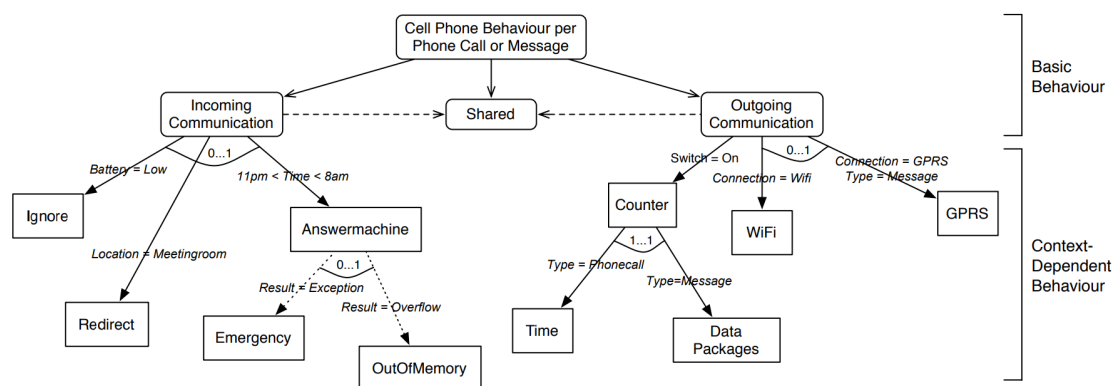 Cell Phone Behaviour per
Phone Call or Message
Basic
Behaviour
Incoming
Communication
Shared
Outgoing
Communication
0...1
0...1
Battery = Low
11pm < Time < 8am
Switch = On
Connection = Wifi
Connection = GPRS
Type = Message
Ignore
Answermachine
Counter
WiFi
GPRS
Location = Meetingroom
0...1
1...1
Result = Exception
Result = Overflow
Type = Phonecall
Type=Message
Context-
Dependent
Behaviour
Redirect
Emergency
OutOfMemory
Time
Data
Packages